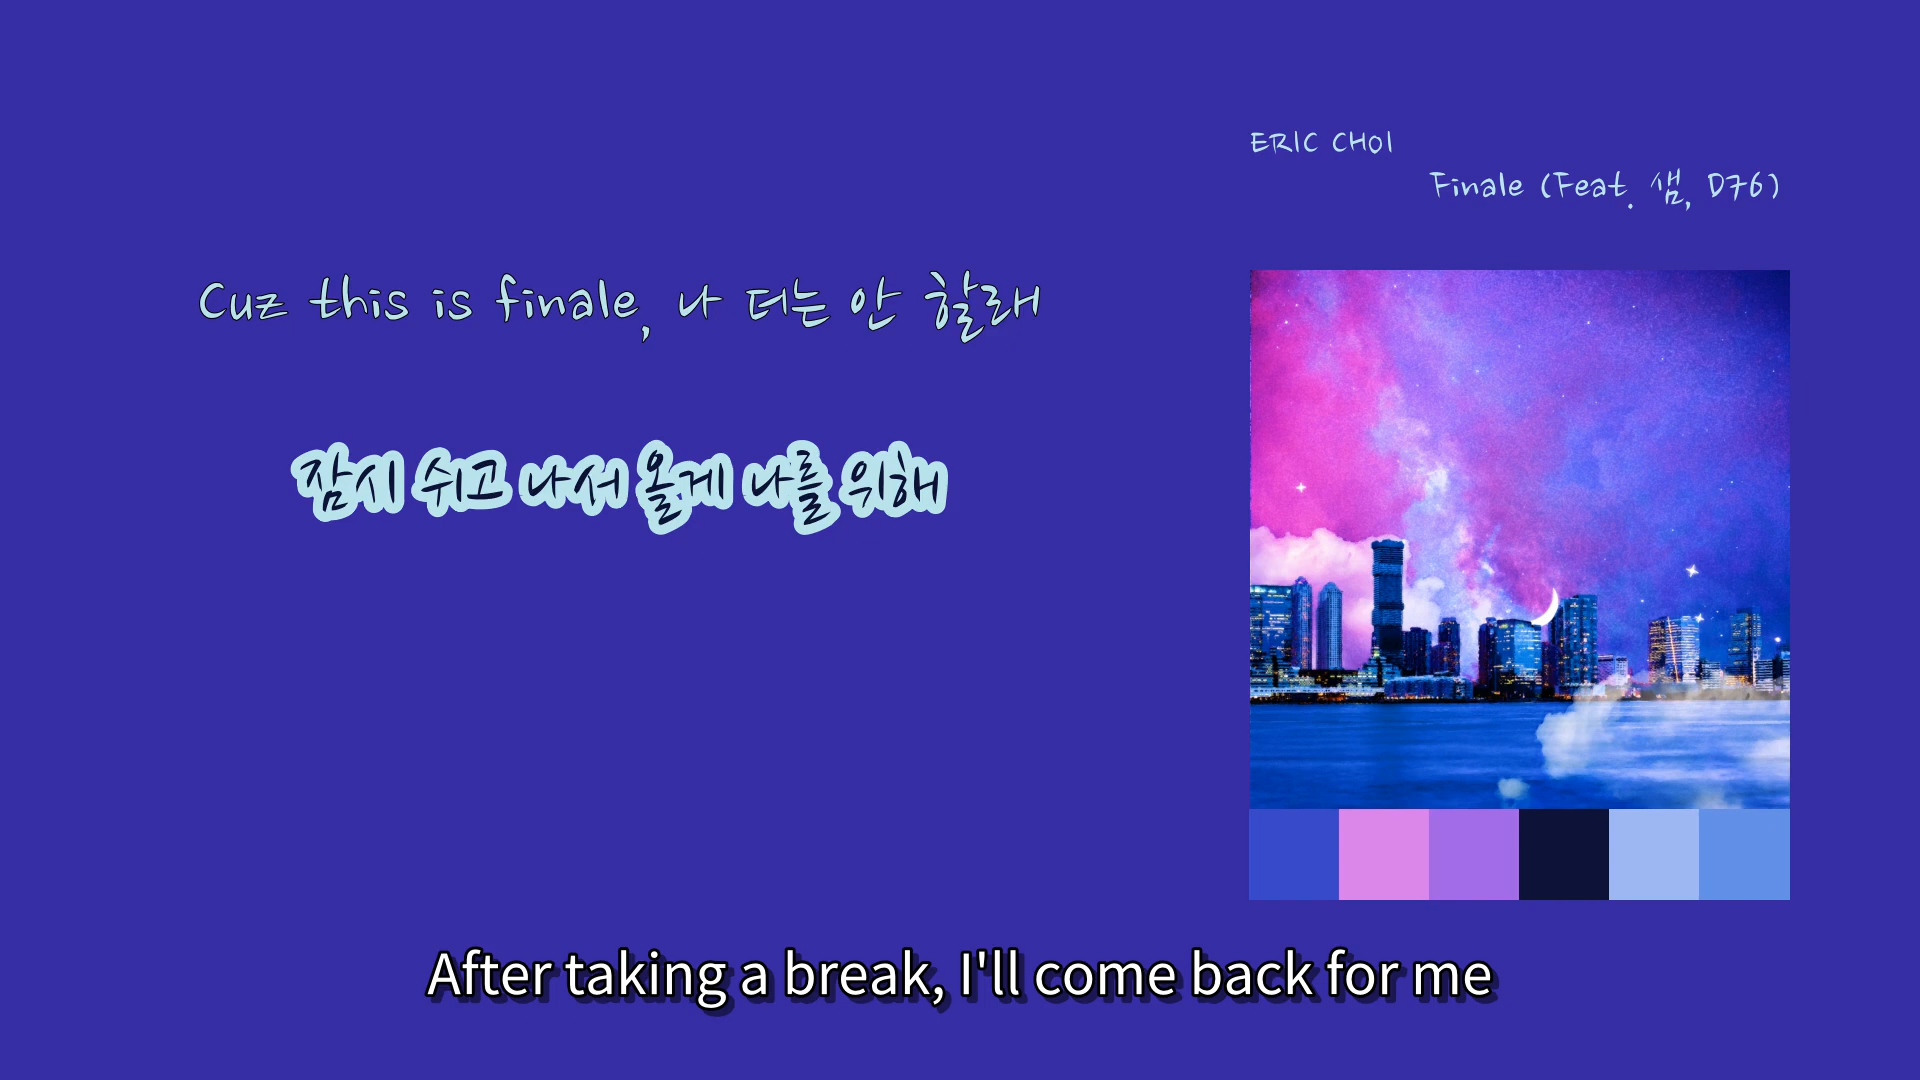 ERIC CHOI
Finale (Feat. 샘, D76)
Cuz this is finale, 나 더는 안 할래
잠시 쉬고 나서 올게 나를 위해
After taking a break, I'll come back for me